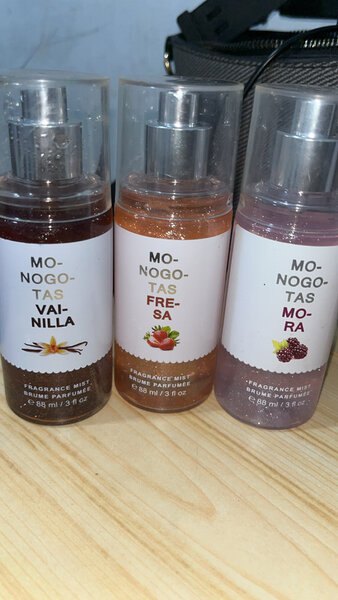 MO-
NOGO-
TAS
VAI-
NILLA
FRAGRANCE MIST
BRUME PARFUMÉE
℮ 88 ml / 3 fl oz
MO-
NOGO-
TAS
FRE-
SA
FRAGRANCE MIST
BRUME PARFUMÉE
℮ 88 ml / 3 fl oz
MO-
NOGO-
TAS
MO-
RA
FRAGRANCE MIST
BRUME PARFUMÉE
℮ 88 ml / 3 fl oz